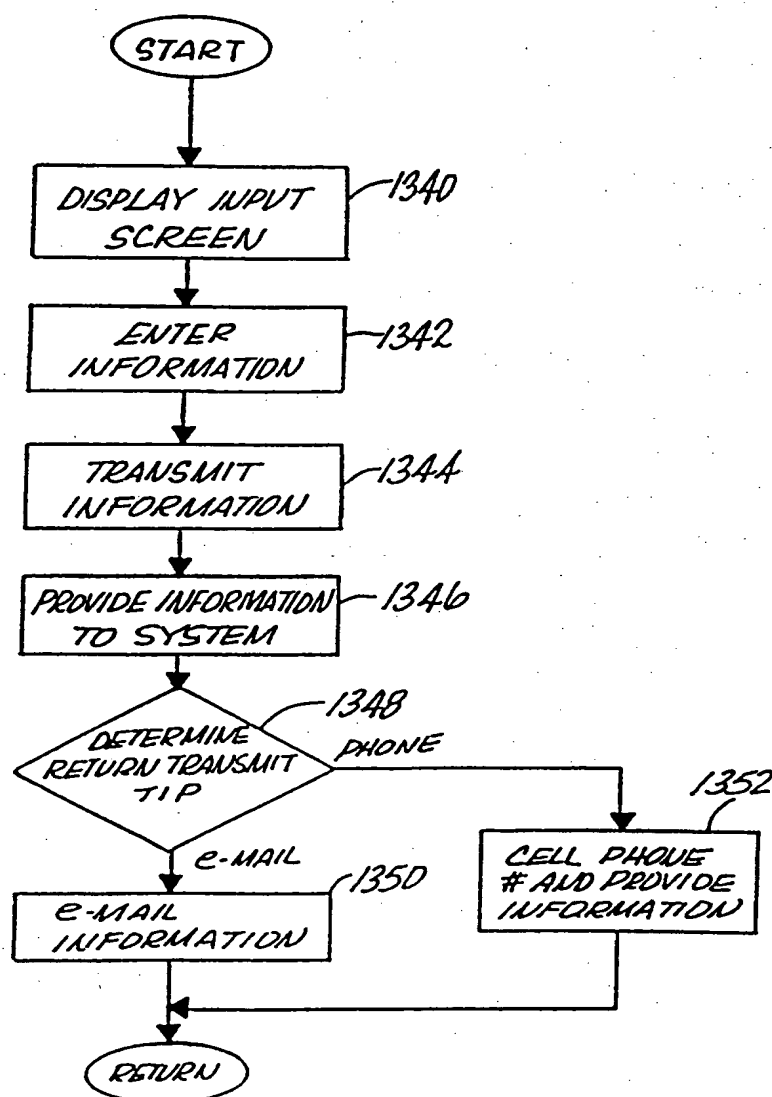 START
DISPLAY INPUT
SCREEN
1340
ENTER
INFORMATION
1342
TRANSMIT
INFORMATION
1344
PROVIDE INFORMATION
TO SYSTEM
1346
DETERMINE
RETURN TRANSMIT
TIP
1348
PHONE
e-MAIL
CELL PHONE
# AND PROVIDE
INFORMATION
1352
e-MAIL
INFORMATION
1350
RETURN